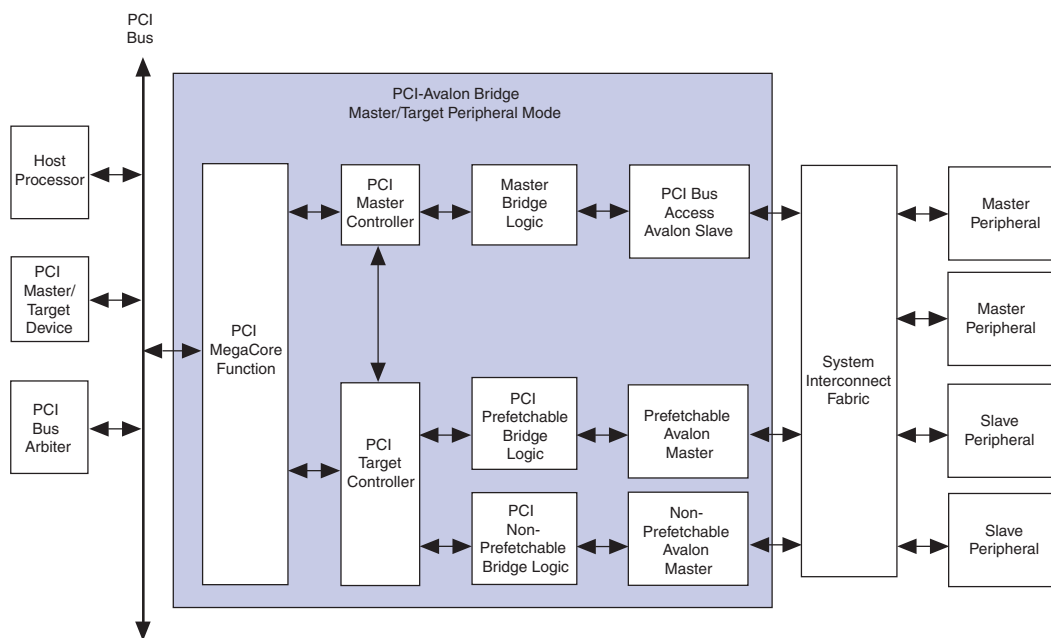 PCI
Bus
PCI-Avalon Bridge
Master/Target Peripheral Mode
Host
Processor
PCI
Master/
Target
Device
PCI
Bus
Arbiter
PCI
MegaCore
Function
PCI
Master
Controller
Master
Bridge
Logic
PCI Bus
Access
Avalon Slave
PCI
Target
Controller
PCI
Prefetchable
Bridge
Logic
Prefetchable
Avalon
Master
PCI
Non-
Prefetchable
Bridge Logic
Non-
Prefetchable
Avalon
Master
System
Interconnect
Fabric
Master
Peripheral
Master
Peripheral
Slave
Peripheral
Slave
Peripheral